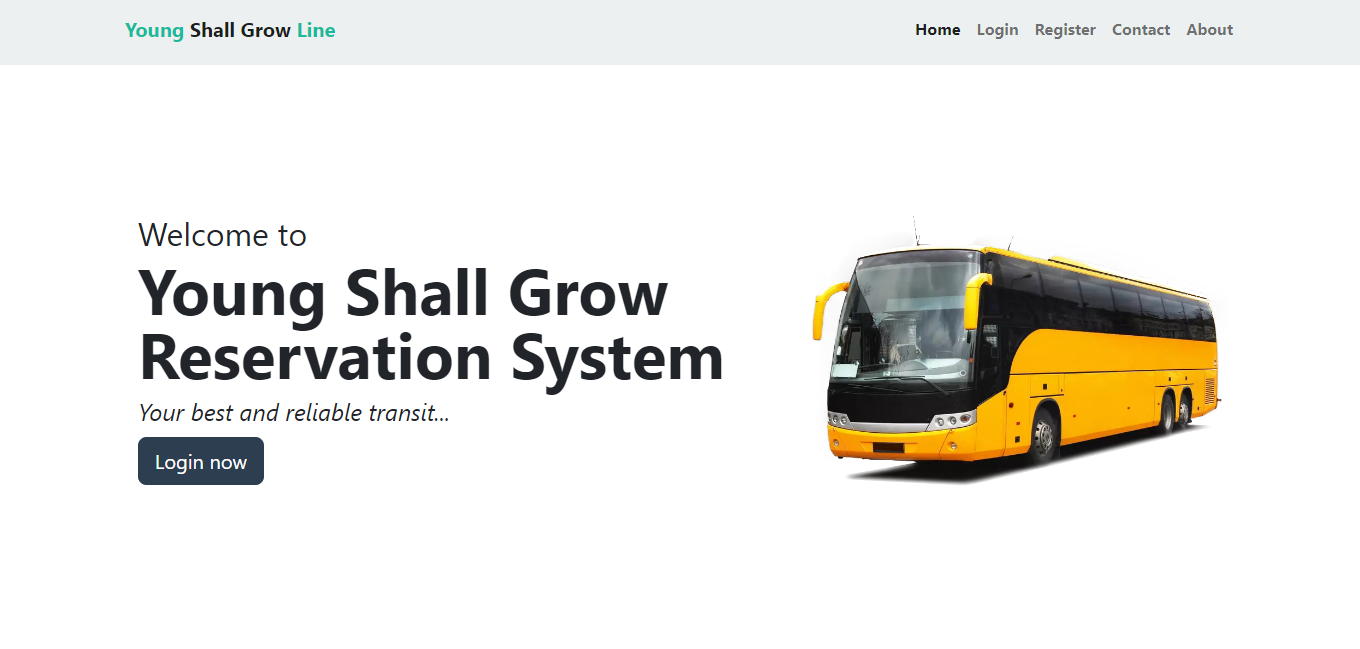 Young Shall Grow Line
Home Login Register Contact About
Welcome to
Young Shall Grow
Reservation System
Your best and reliable transit...
Login now